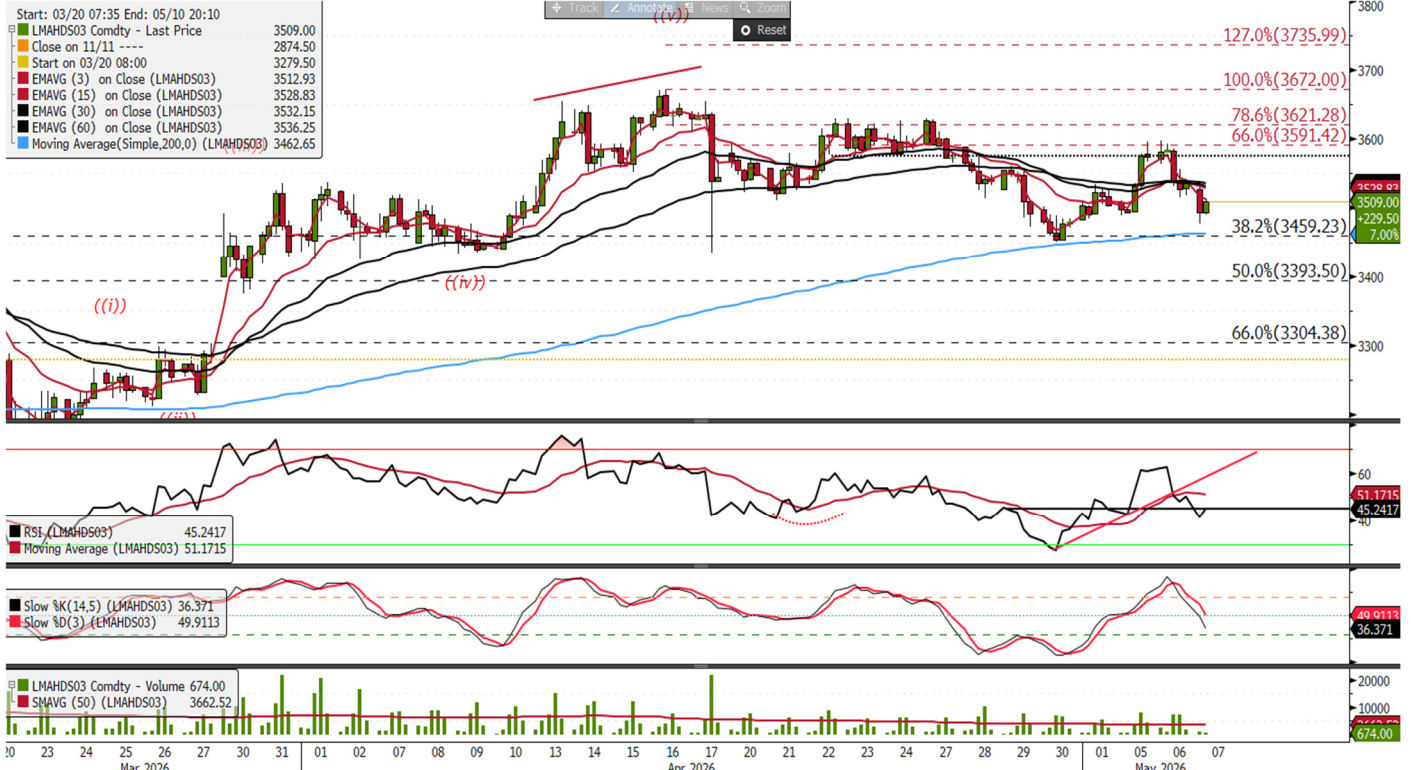 Start: 03/20 07:35 End: 05/10 20:10
LMAHDS03 Comdty - Last Price 3509.00
Close on 11/11 ---- 2874.50
Start on 03/20 08:00 3279.50
EMAVG (3) on Close (LMAHDS03) 3512.93
EMAVG (15) on Close (LMAHDS03) 3528.83
EMAVG (30) on Close (LMAHDS03) 3532.15
EMAVG (60) on Close (LMAHDS03) 3536.25
Moving Average(Simple,200,0) (LMAHDS03) 3462.65
Track Annotate News Zoom
Reset
((v))
127.0%(3735.99)
100.0%(3672.00)
78.6%(3621.28)
66.0%(3591.42)
38.2%(3459.23)
50.0%(3393.50)
66.0%(3304.38)
((i))
((iv))
((ii))
3800
3700
3600
3528.83
3509.00
+229.50
7.00%
3400
3300
RSI (LMAHDS03) 45.2417
Moving Average (LMAHDS03) 51.1715
60
51.1715
45.2417
40
Slow %K(14,5) (LMAHDS03) 36.371
Slow %D(3) (LMAHDS03) 49.9113
49.9113
36.371
LMAHDS03 Comdty - Volume 674.00
SMAVG (50) (LMAHDS03) 3662.52
20000
10000
3662.52
674.00
20 23 24 25 26 27 30 31 01 02 07 08 09 10 13 14 15 16 17 20 21 22 23 24 27 28 29 30 01 05 06 07
Mar 2026 Apr 2026 May 2026